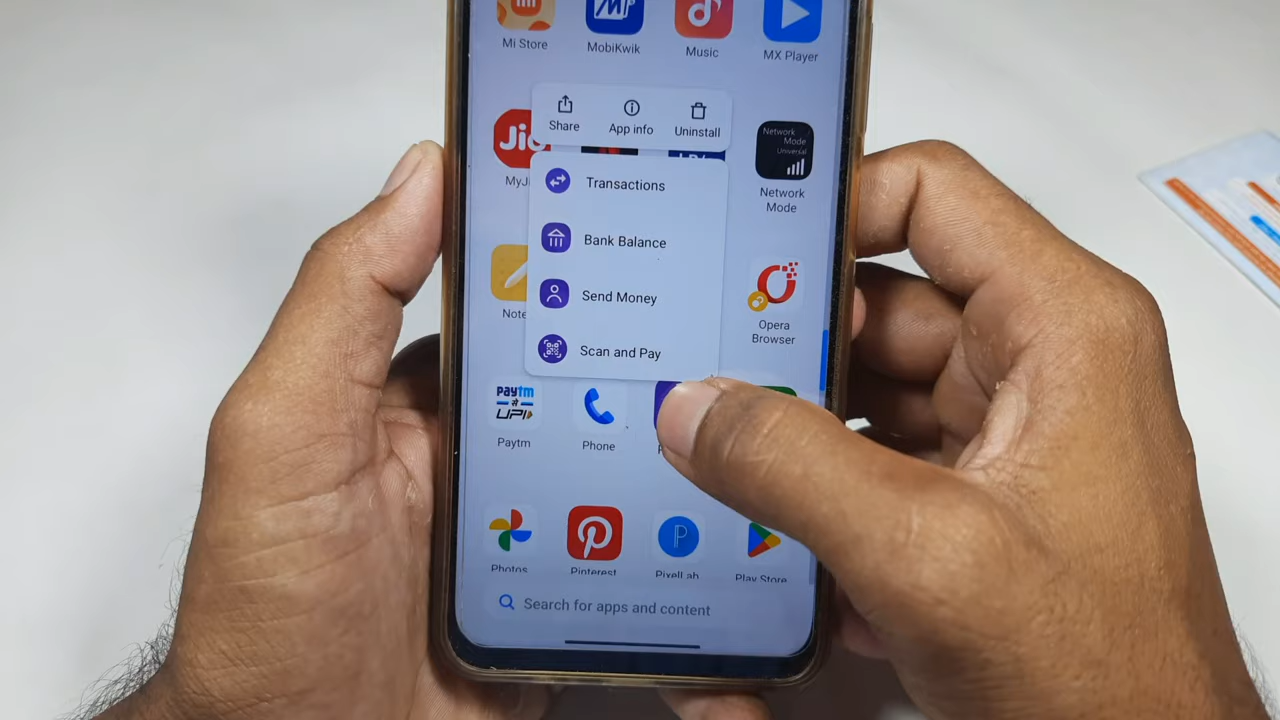 Mi Store
MobiKwik
Music
MX Player
Share
App info
Uninstall
Jio
Network
Mode
Universal
Network
Mode
Transactions
Bank Balance
Send Money
Scan and Pay
Opera
Browser
paytm
UPI
Paytm
Phone
Photos
Pinterest
PixelLab
Play Store
Search for apps and content